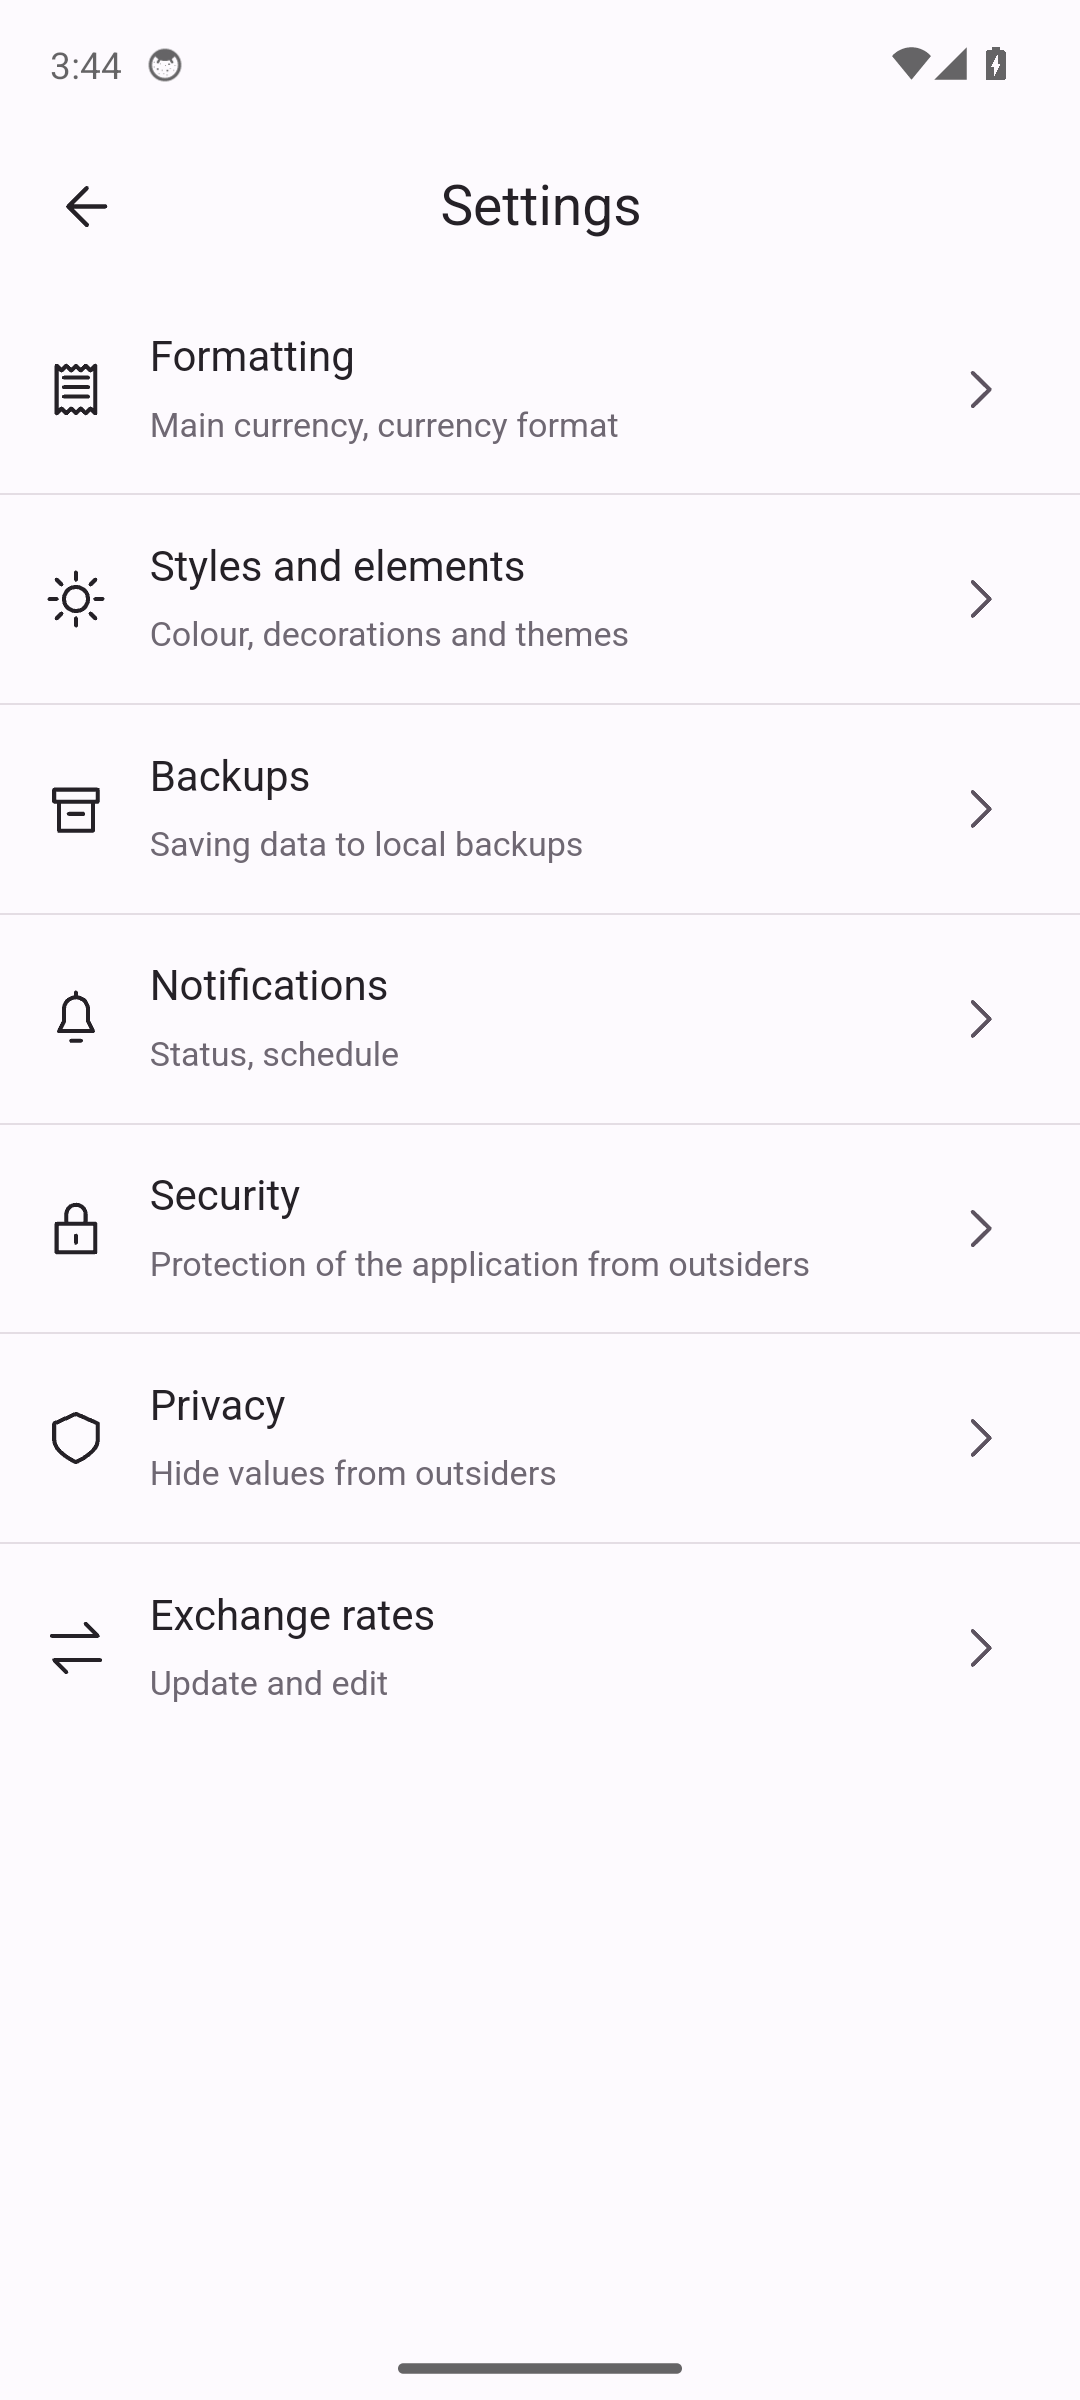 3:44
Settings
Formatting
Main currency, currency format
Styles and elements
Colour, decorations and themes
Backups
Saving data to local backups
Notifications
Status, schedule
Security
Protection of the application from outsiders
Privacy
Hide values from outsiders
Exchange rates
Update and edit